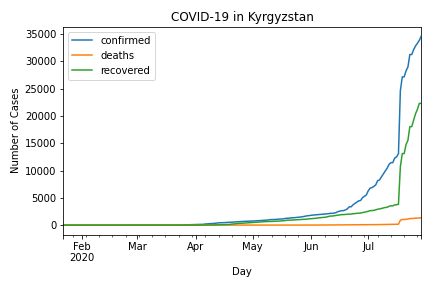 COVID-19 in Kyrgyzstan
confirmed
deaths
recovered
Number of Cases
35000
30000
25000
20000
15000
10000
5000
0
Feb
2020
Mar
Apr
May
Jun
Jul
Day